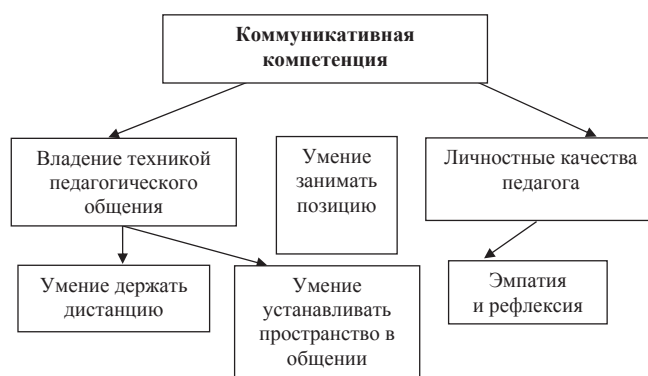 Коммуникативная
компетенция
Владение техникой
педагогического
общения
Умение
занимать
позицию
Личностные качества
педагога
Умение держать
дистанцию
Умение
устанавливать
пространство в
общении
Эмпатия
и рефлексия